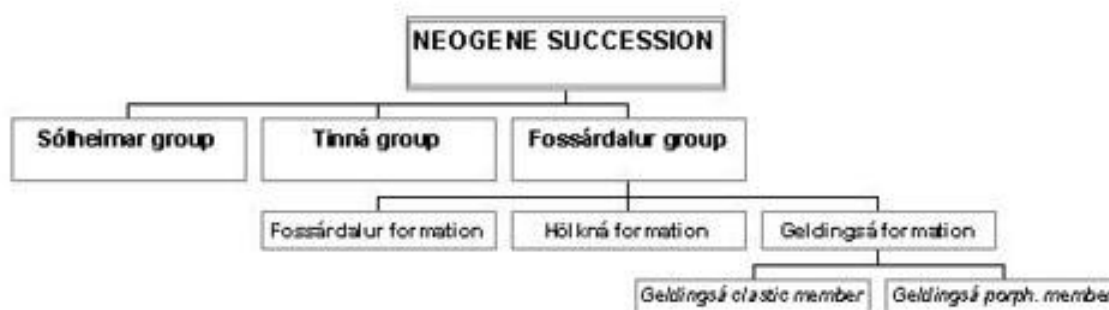 NEOGENE SUCCESSION
Sólheimar group
Tinná group
Fossárdalur group
Fossárdalur formation
Hölkná formation
Geldingsá formation
Geldingsá clastic member
Geldingsá porph. member